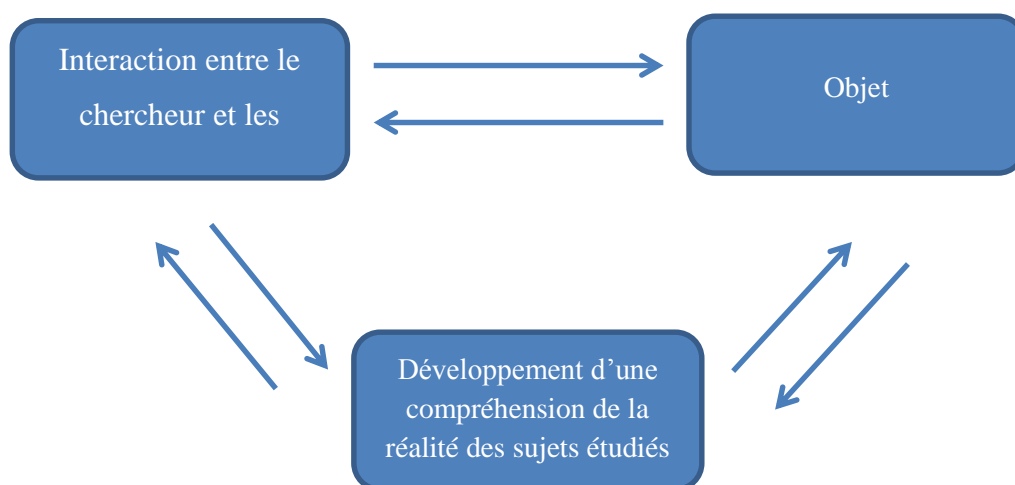 Interaction entre le
chercheur et les
Objet
Développement d’une
compréhension de la
réalité des sujets étudiés